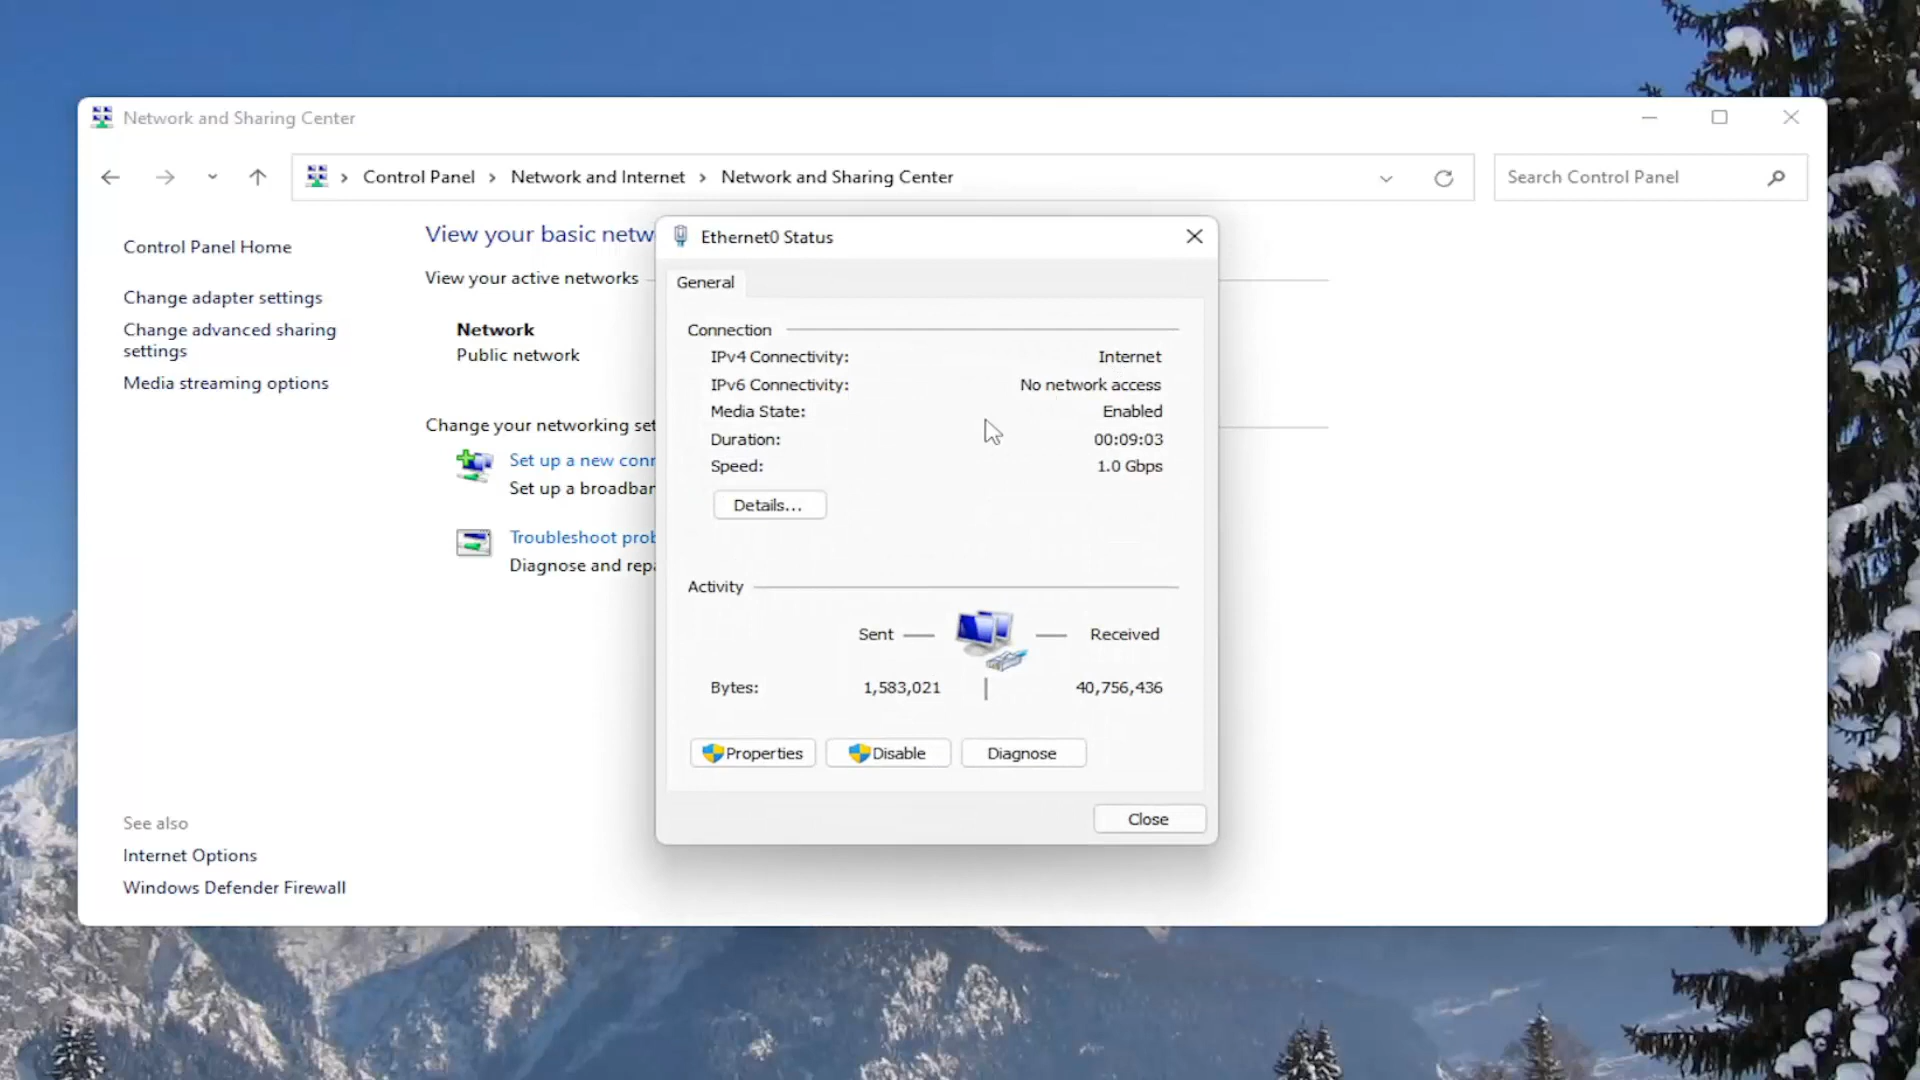 Network and Sharing Center
Control Panel
Network and Internet
Network and Sharing Center
Search Control Panel
Control Panel Home
Change adapter settings
Change advanced sharing
settings
Media streaming options
See also
Internet Options
Windows Defender Firewall
View your basic netw
View your active networks
Network
Public network
Change your networking set
Set up a new conn
Set up a broadban
Troubleshoot prob
Diagnose and repa
Ethernet0 Status
General
Connection
IPv4 Connectivity: Internet
IPv6 Connectivity: No network access
Media State: Enabled
Duration: 00:09:03
Speed: 1.0 Gbps
Details...
Activity
Sent Received
Bytes: 1,583,021 40,756,436
Properties Disable Diagnose
Close